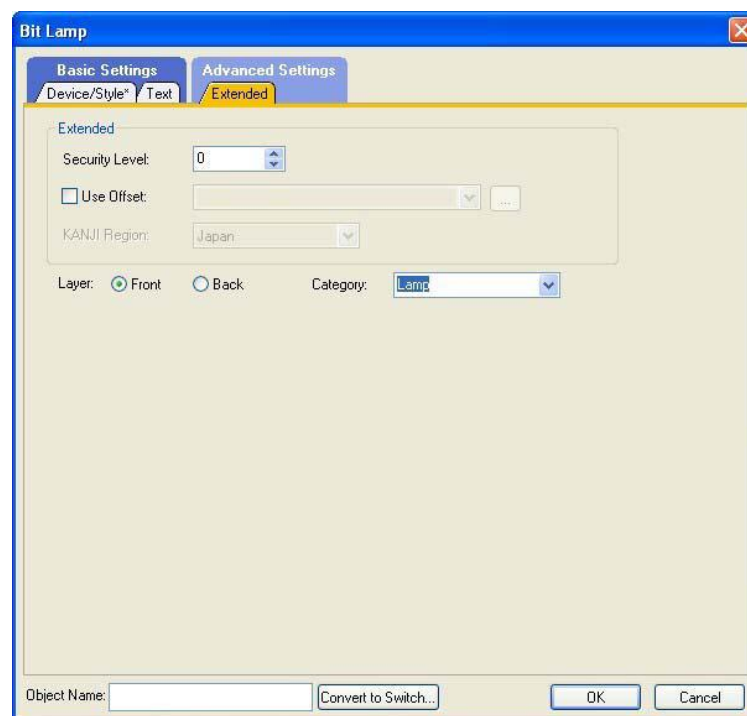 Bit Lamp
Basic Settings Advanced Settings
Device/Style* Text Extended
Extended
Security Level: 0
Use Offset: ...
KANJI Region: Japan
Layer: Front Back Category: Lamp
Object Name: Convert to Switch... OK Cancel